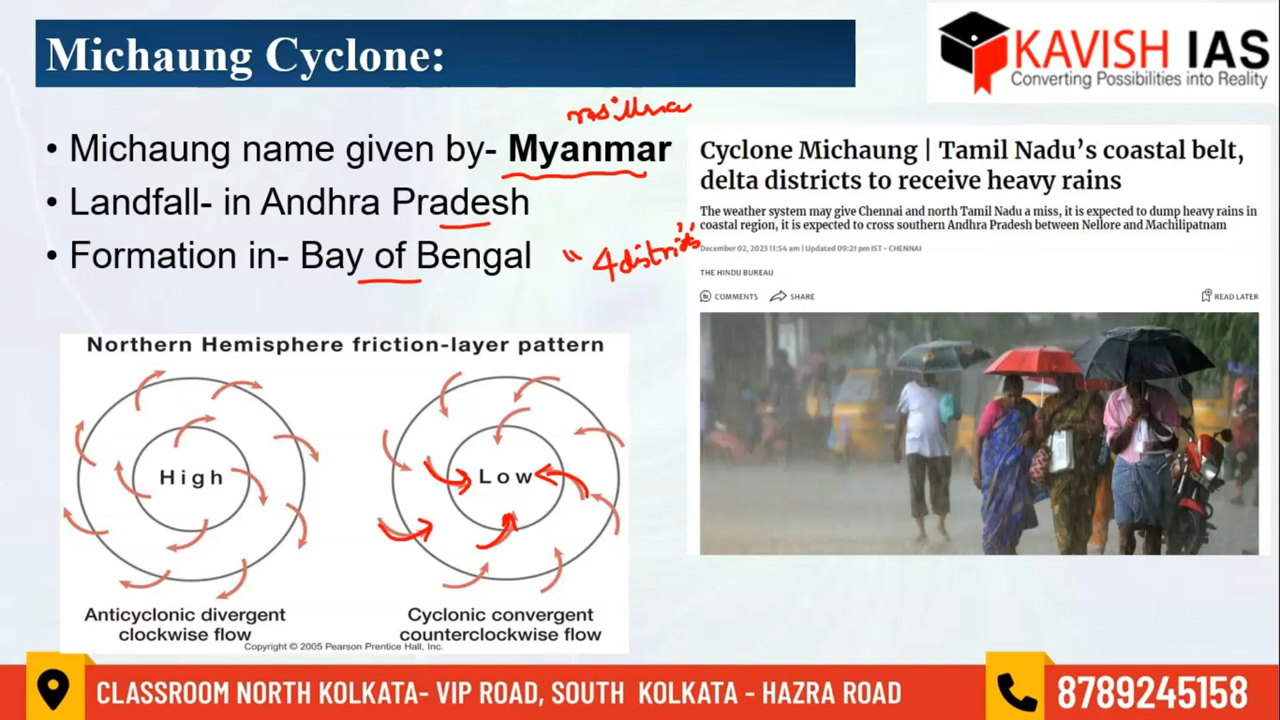 Michaung Cyclone:
KAVISH IAS
Converting Possibilities into Reality
• Michaung name given by- Myanmar
• Landfall- in Andhra Pradesh
• Formation in- Bay of Bengal
"4 districts"
Cyclone Michaung | Tamil Nadu's coastal belt,
delta districts to receive heavy rains
The weather system may give Chennai and north Tamil Nadu a miss, it is expected to dump heavy rains in
coastal region, it is expected to cross southern Andhra Pradesh between Nellore and Machilipatnam
December 02, 2023 11:54 am | Updated 09:21 pm IST - CHENNAI
THE HINDU BUREAU
COMMENTS SHARE READ LATER
Northern Hemisphere friction-layer pattern
High
Low
Anticyclonic divergent
clockwise flow
Cyclonic convergent
counterclockwise flow
Copyright © 2005 Pearson Prentice Hall, Inc.
CLASSROOM NORTH KOLKATA- VIP ROAD, SOUTH KOLKATA - HAZRA ROAD
8789245158